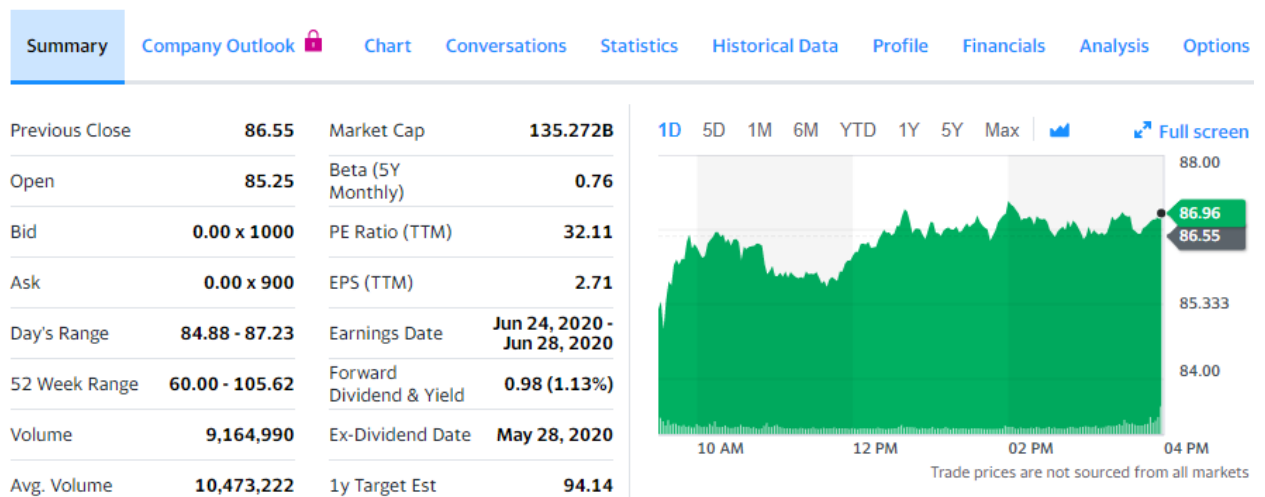 Summary Company Outlook Chart Conversations Statistics Historical Data Profile Financials Analysis Options
Previous Close 86.55
Open 85.25
Bid 0.00 x 1000
Ask 0.00 x 900
Day's Range 84.88 - 87.23
52 Week Range 60.00 - 105.62
Volume 9,164,990
Avg. Volume 10,473,222
Market Cap 135.272B
Beta (5Y
Monthly) 0.76
PE Ratio (TTM) 32.11
EPS (TTM) 2.71
Earnings Date Jun 24, 2020 -
Jun 28, 2020
Forward
Dividend & Yield 0.98 (1.13%)
Ex-Dividend Date May 28, 2020
1y Target Est 94.14
1D 5D 1M 6M YTD 1Y 5Y Max Full screen
88.00
86.96
86.55
85.333
84.00
10 AM 12 PM 02 PM 04 PM
Trade prices are not sourced from all markets